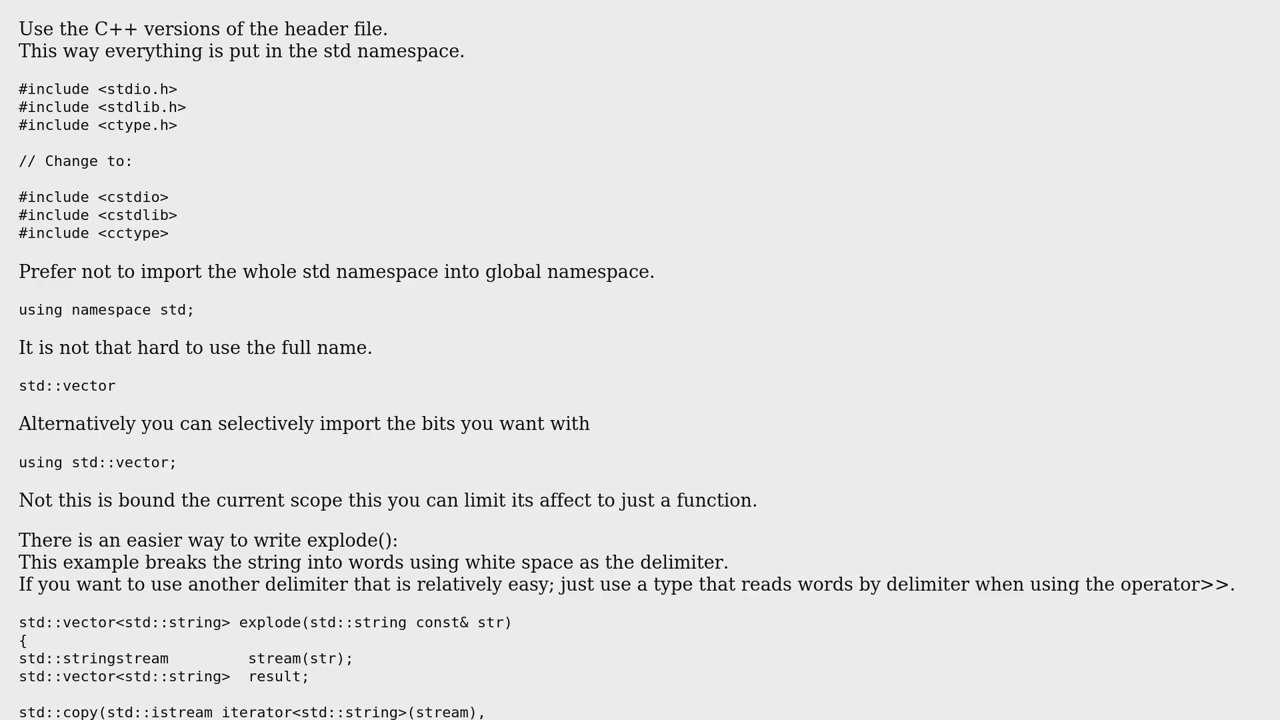 Use the C++ versions of the header file.
This way everything is put in the std namespace.
#include <stdio.h>
#include <stdlib.h>
#include <ctype.h>
// Change to:
#include <cstdio>
#include <cstdlib>
#include <cctype>
Prefer not to import the whole std namespace into global namespace.
using namespace std;
It is not that hard to use the full name.
std::vector
Alternatively you can selectively import the bits you want with
using std::vector;
Not this is bound the current scope this you can limit its affect to just a function.
There is an easier way to write explode():
This example breaks the string into words using white space as the delimiter.
If you want to use another delimiter that is relatively easy; just use a type that reads words by delimiter when using the operator>>.
std::vector<std::string> explode(std::string const& str)
{
std::stringstream         stream(str);
std::vector<std::string>  result;
std::copy(std::istream_iterator<std::string>(stream),